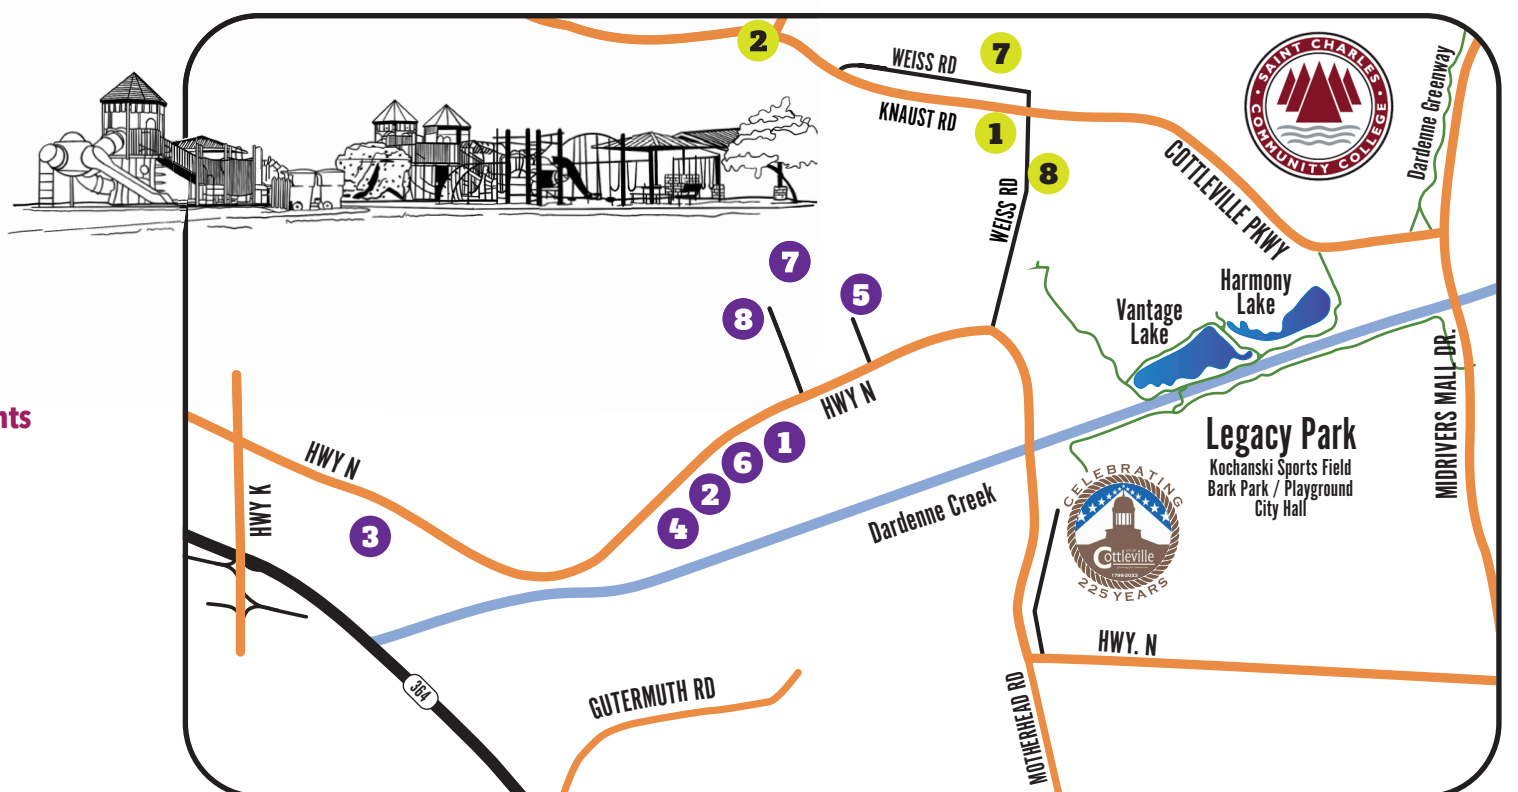 2
WEISS RD
7
KNAUST RD
1
8
WEISS RD
COTTLEVILLE PKWY
SAINT CHARLES
COMMUNITY COLLEGE
Dardenne Greenway
7
5
8
Harmony
Lake
Vantage
Lake
MIDRIVERS MALL DR.
nts
HWY N
HWY N
1
6
2
4
3
HWY K
Dardenne Creek
Legacy Park
Kochanski Sports Field
Bark Park / Playground
City Hall
CELEBRATING
Cottleville
1798-2023
225 YEARS
HWY. N
364
GUTERMUTH RD
MOTHERHEAD RD